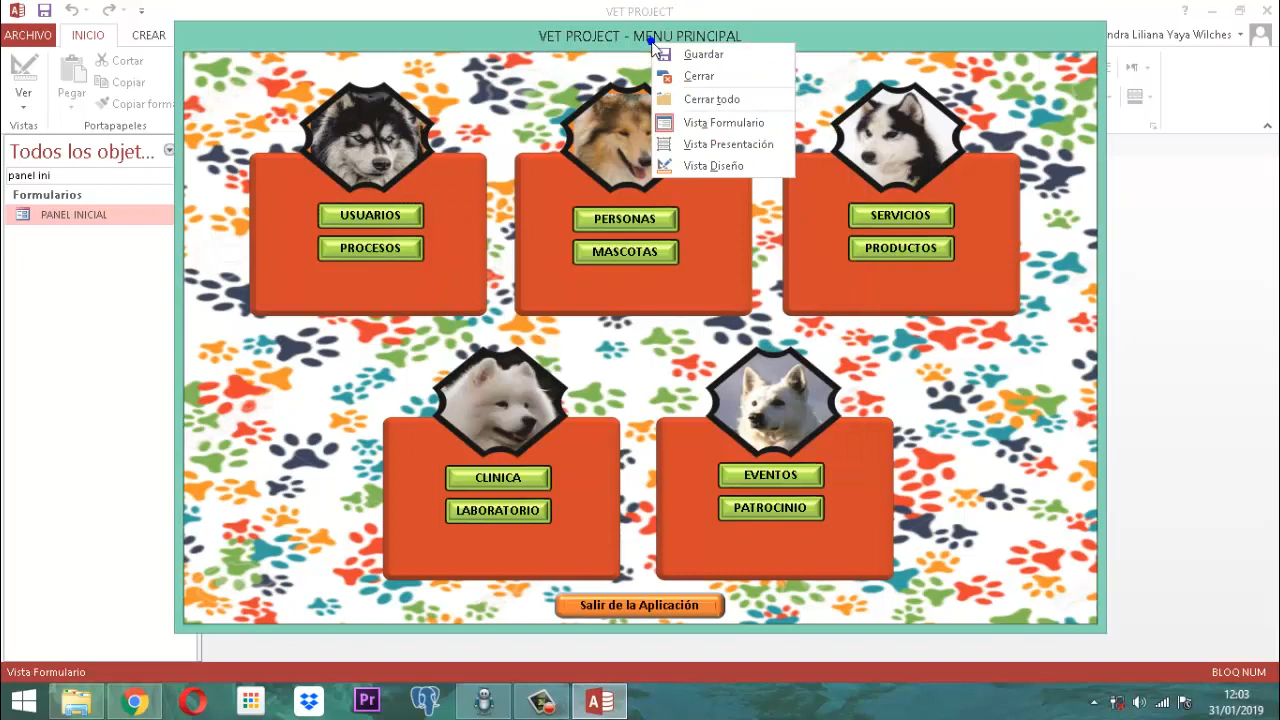 VET PROJECT
ARCHIVO
INICIO
CREAR
ndra Liliana Yaya Wilches
VET PROJECT - MENU PRINCIPAL
Ver
Pegar
Cortar
Copiar
Copiar forma
Vistas
Portapapeles
Todos los objet...
panel ini
Formularios
PANEL INICIAL
Guardar
Cerrar
Cerrar todo
Vista Formulario
Vista Presentación
Vista Diseño
USUARIOS
PROCESOS
PERSONAS
MASCOTAS
SERVICIOS
PRODUCTOS
CLINICA
LABORATORIO
EVENTOS
PATROCINIO
Salir de la Aplicación
Vista Formulario
BLOQ NUM
Pr
12:03
31/01/2019